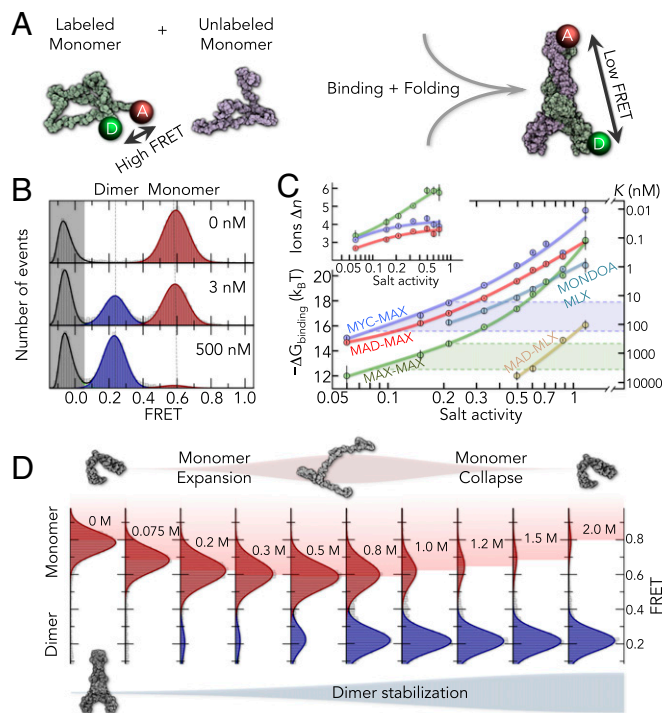 A
Labeled + Unlabeled
Monomer Monomer
A
D
High FRET
Binding + Folding
A
D
Low FRET
B
Dimer Monomer
0 nM
3 nM
500 nM
Number of events
0.0 0.2 0.4 0.6 0.8 1.0
FRET
C
Ions Δn
6
5
4
3
0.05 0.1 0.5 1
Salt activity
K (nM)
0.01
0.1
1
10
100
1000
10000
-ΔGbinding (kBT)
20
18
16
14
12
MYC-MAX
MAD-MAX
MAX-MAX
MONDOA
MLX
MAD-MLX
0.1 0.2 0.3 0.5 0.7 1
Salt activity
D
Monomer Monomer
Expansion Collapse
0 M
0.075 M
0.2 M
0.3 M
0.5 M
0.8 M
1.0 M
1.2 M
1.5 M
2.0 M
Monomer
Dimer
0.8
0.6
0.4
0.2
FRET
Dimer stabilization